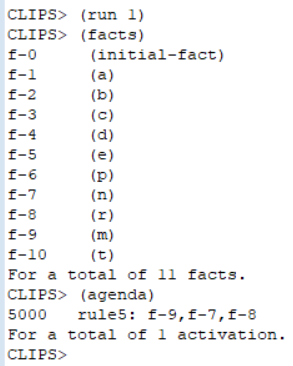 CLIPS> (run 1)
CLIPS> (facts)
f-0     (initial-fact)
f-1     (a)
f-2     (b)
f-3     (c)
f-4     (d)
f-5     (e)
f-6     (p)
f-7     (n)
f-8     (r)
f-9     (m)
f-10    (t)
For a total of 11 facts.
CLIPS> (agenda)
5000   rule5: f-9,f-7,f-8
For a total of 1 activation.
CLIPS>